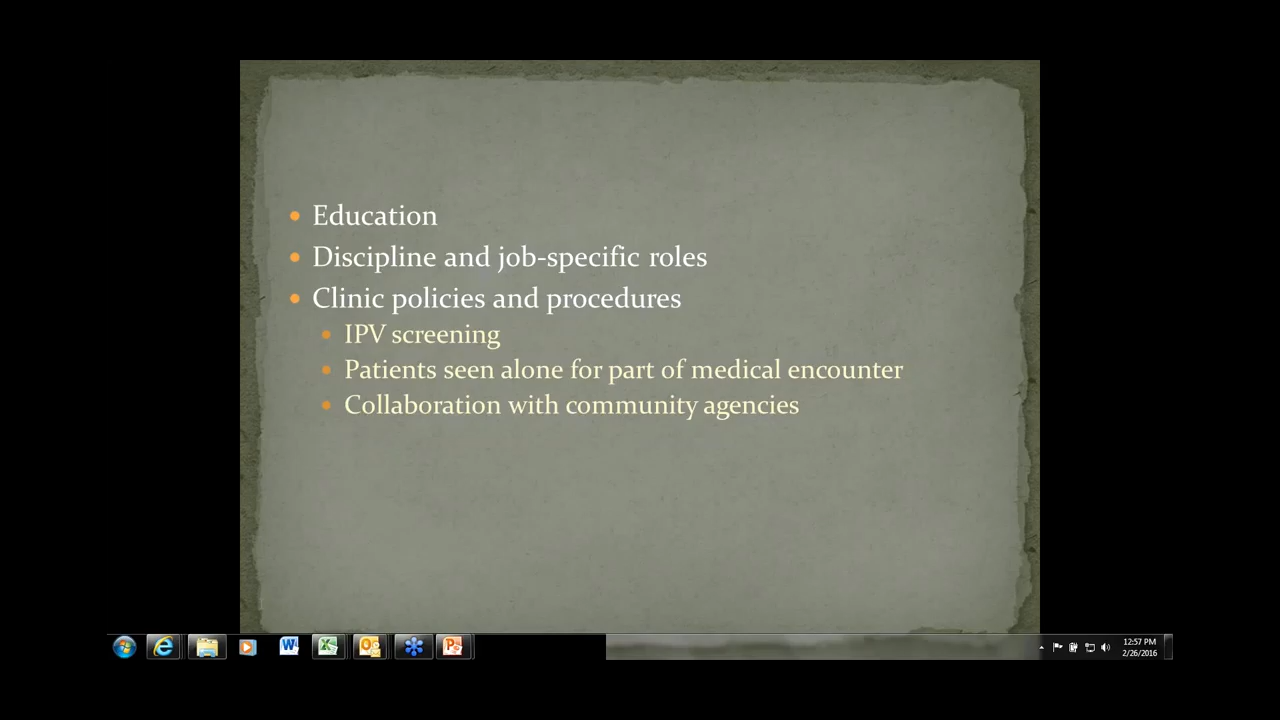 Education
Discipline and job-specific roles
Clinic policies and procedures
IPV screening
Patients seen alone for part of medical encounter
Collaboration with community agencies
12:57 PM
2/26/2016